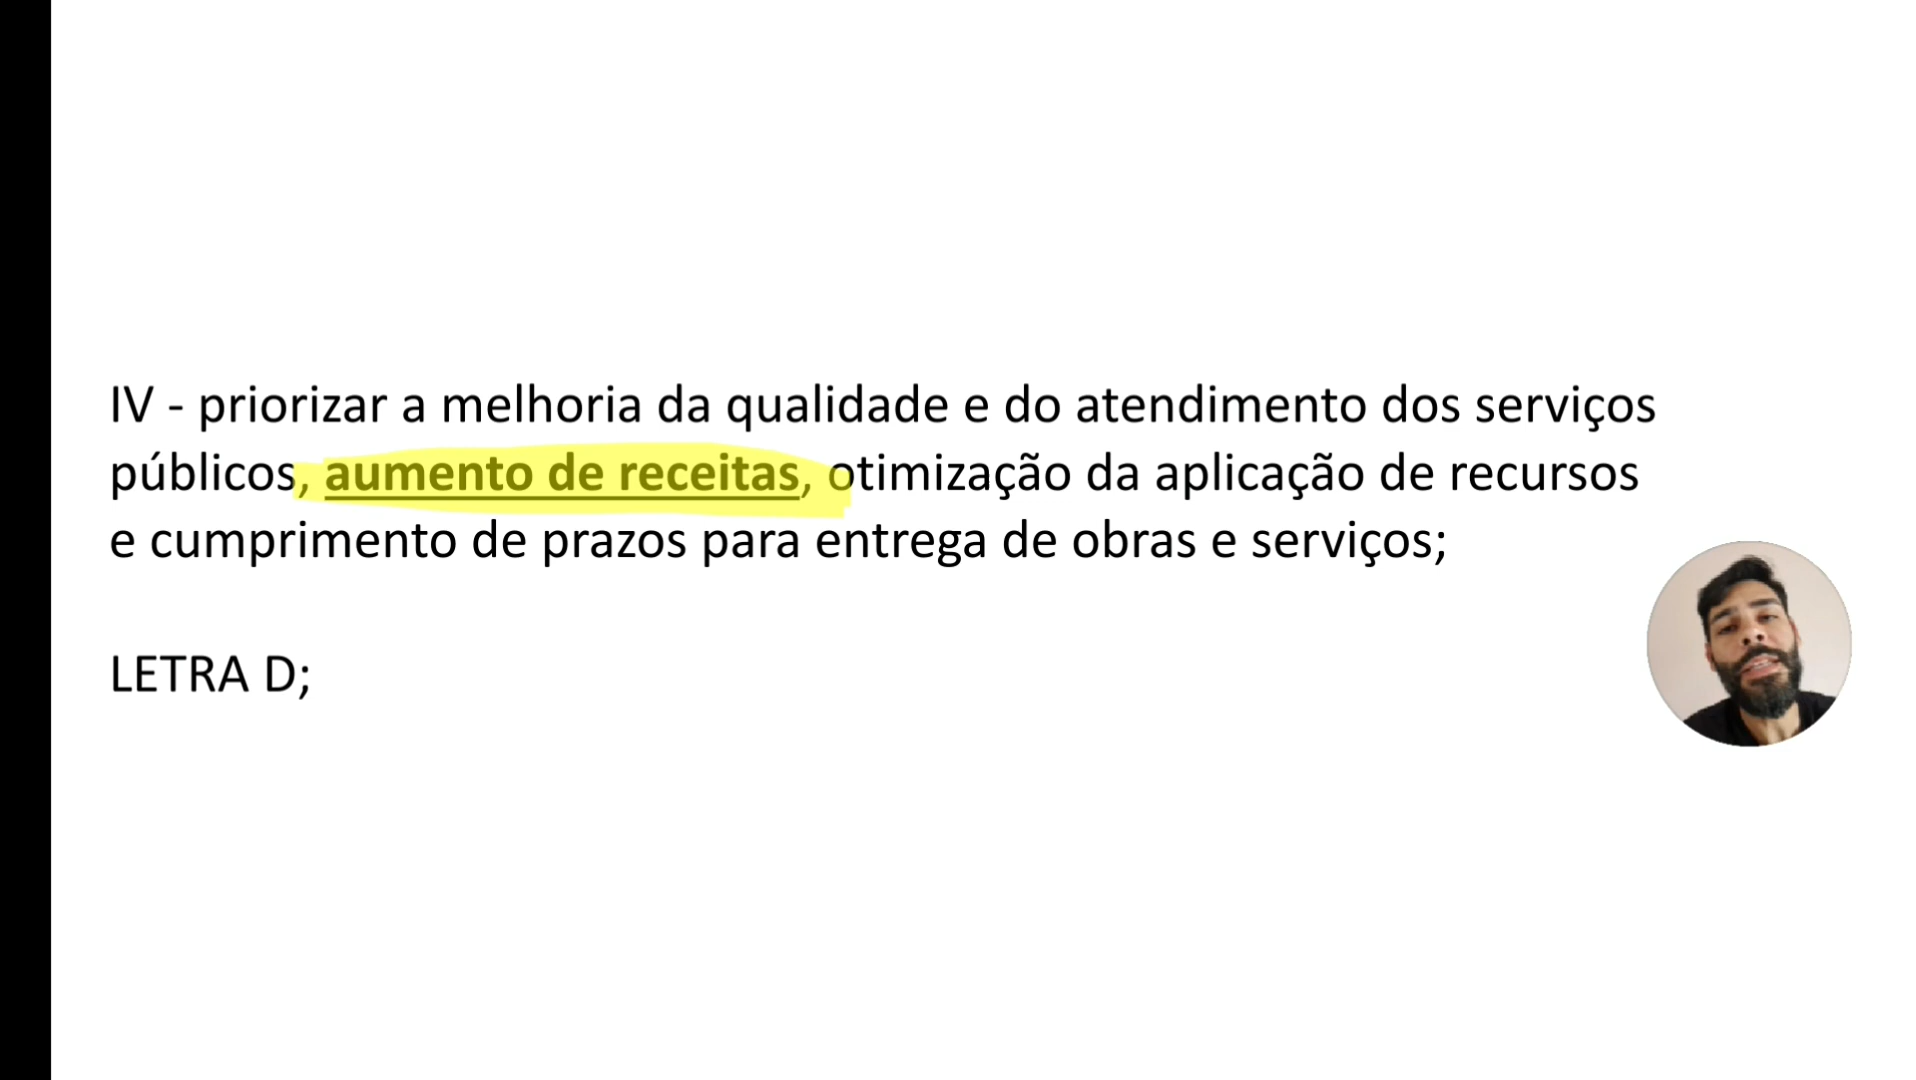 IV - priorizar a melhoria da qualidade e do atendimento dos serviços
públicos, aumento de receitas, otimização da aplicação de recursos
e cumprimento de prazos para entrega de obras e serviços;
LETRA D;